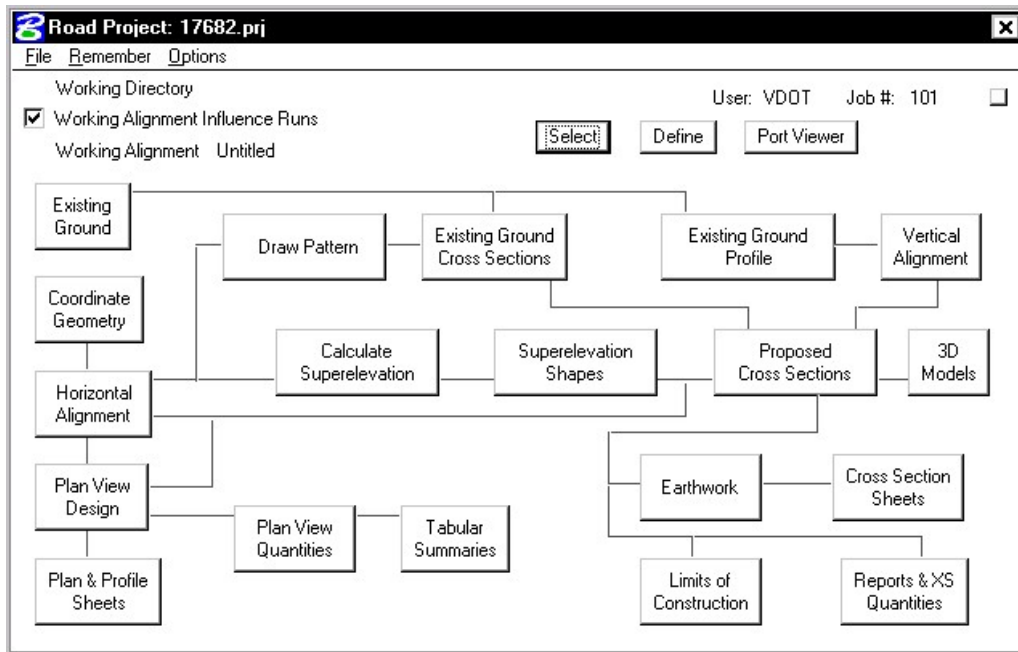 Road Project: 17682.prj
File Remember Options
Working Directory
User: VDOT Job #: 101
Working Alignment Influence Runs
Select Define Port Viewer
Working Alignment Untitled
Existing
Ground
Draw Pattern
Existing Ground
Cross Sections
Existing Ground
Profile
Vertical
Alignment
Coordinate
Geometry
Calculate
Superelevation
Superelevation
Shapes
Proposed
Cross Sections
3D
Models
Horizontal
Alignment
Plan View
Design
Earthwork
Cross Section
Sheets
Plan View
Quantities
Tabular
Summaries
Plan & Profile
Sheets
Limits of
Construction
Reports & XS
Quantities